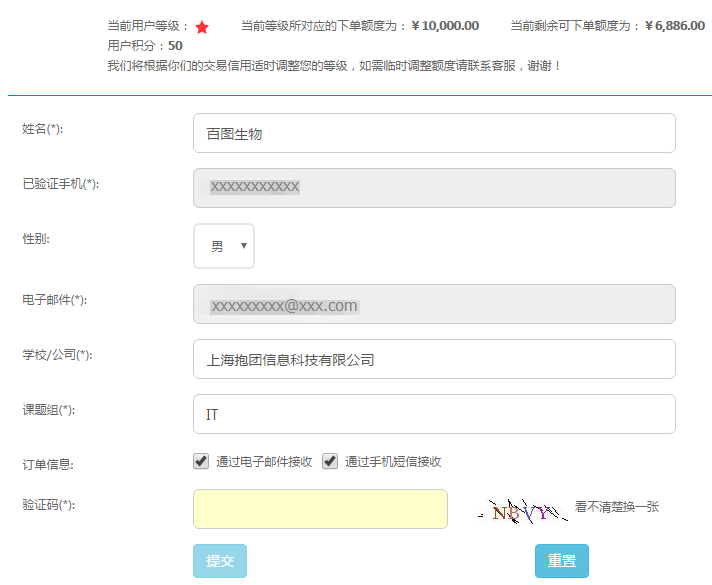 当前用户等级： 当前等级所对应的下单额度为：￥10,000.00 当前剩余可下单额度为：￥6,886.00
用户积分：50
我们将根据你们的交易信用适时调整您的等级，如需临时调整额度请联系客服，谢谢！
姓名(*): 百图生物
已验证手机(*): xxxxxxxxxxx
性别: 男
电子邮件(*): xxxxxxxxx@xxx.com
学校/公司(*): 上海抱团信息科技有限公司
课题组(*): IT
订单信息: 通过电子邮件接收 通过手机短信接收
验证码(*): NBVY 看不清楚换一张
提交 重置